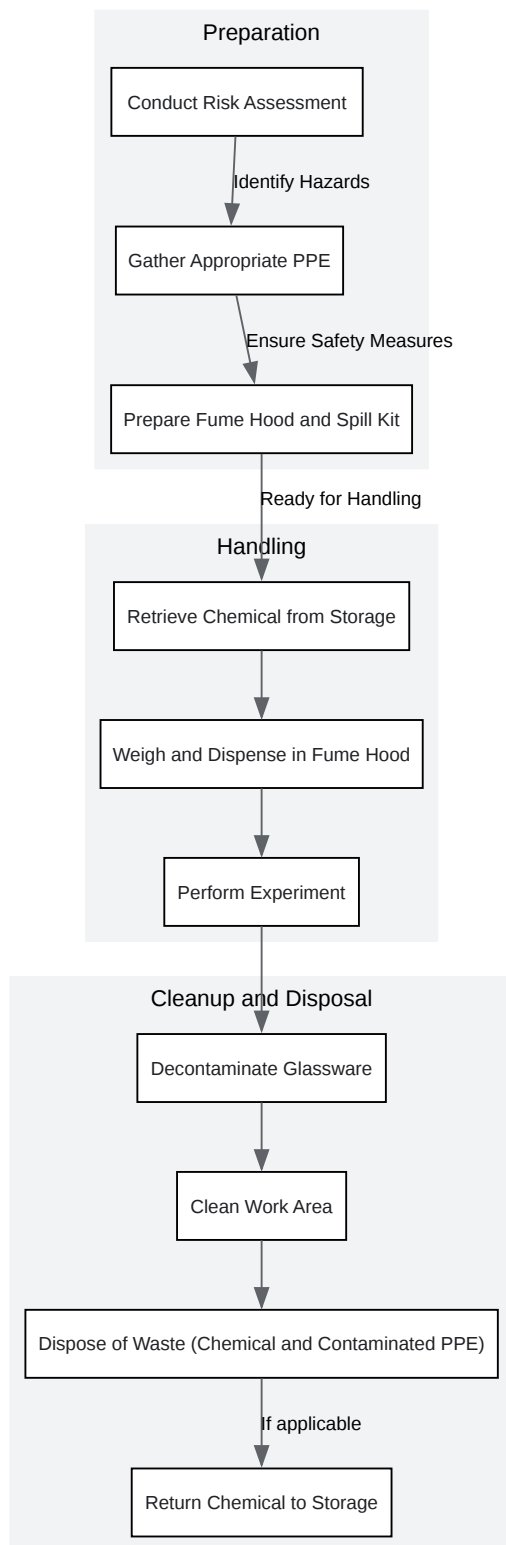 Preparation
Conduct Risk Assessment
Identify Hazards
Gather Appropriate PPE
Ensure Safety Measures
Prepare Fume Hood and Spill Kit
Ready for Handling
Handling
Retrieve Chemical from Storage
Weigh and Dispense in Fume Hood
Perform Experiment
Cleanup and Disposal
Decontaminate Glassware
Clean Work Area
Dispose of Waste (Chemical and Contaminated PPE)
If applicable
Return Chemical to Storage